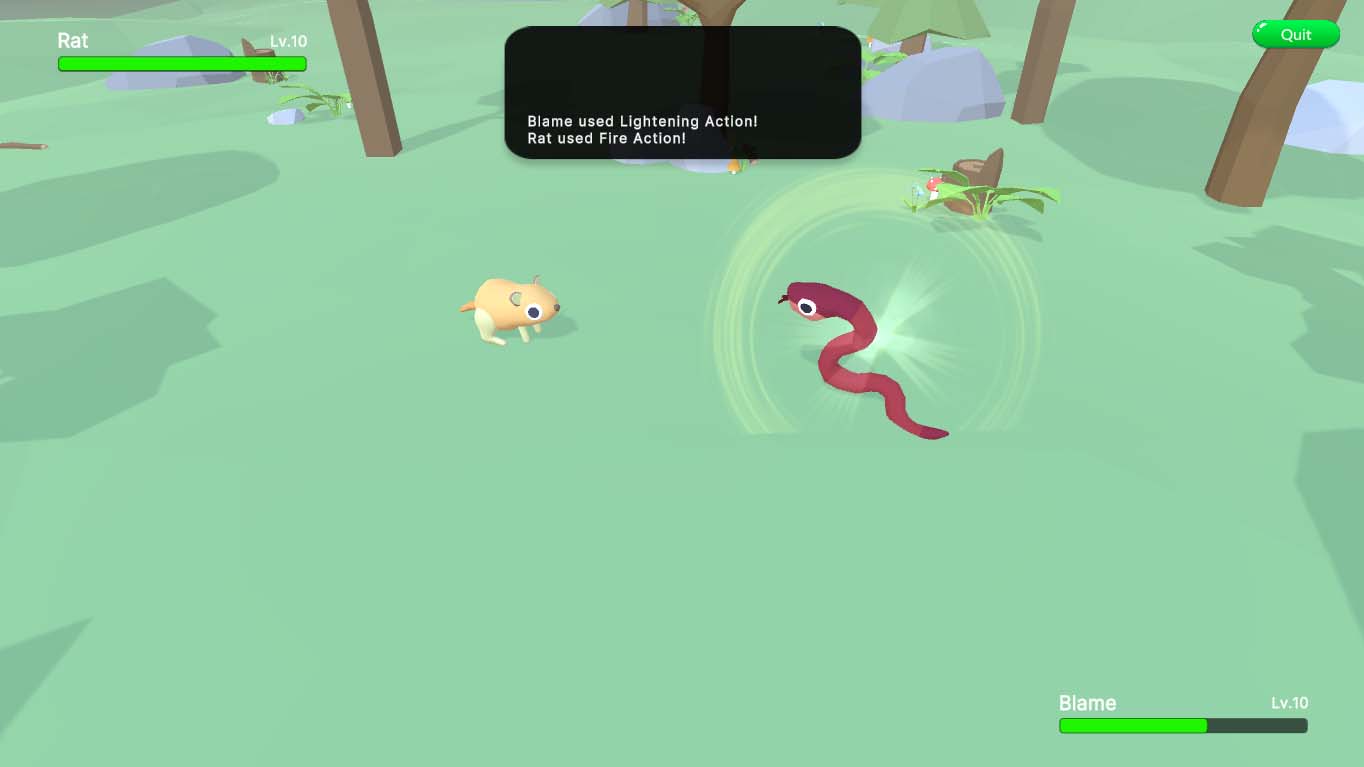 Rat
Lv.10
Blame used Lightening Action!
Rat used Fire Action!
Quit
Blame
Lv.10